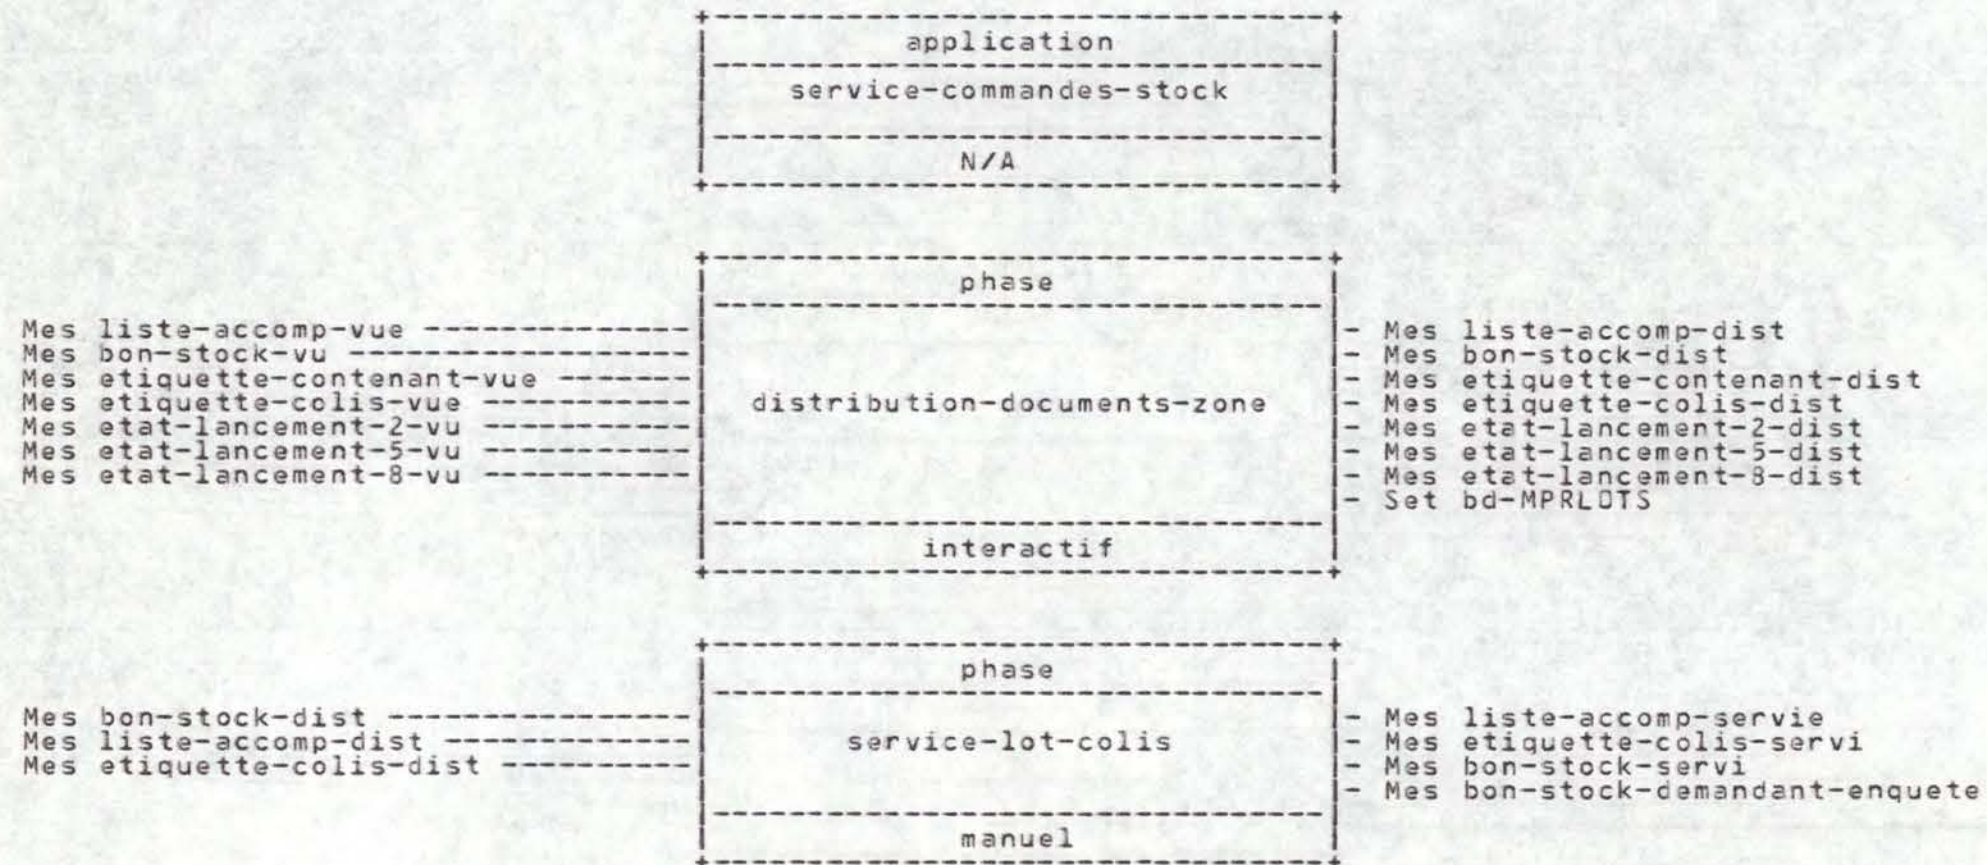 application
service-commandes-stock
N/A
phase
Mes liste-accomp-vue
Mes bon-stock-vu
Mes etiquette-contenant-vue
Mes etiquette-colis-vue
Mes etat-lancement-2-vu
Mes etat-lancement-5-vu
Mes etat-lancement-8-vu
distribution-documents-zone
- Mes liste-accomp-dist
- Mes bon-stock-dist
- Mes etiquette-contenant-dist
- Mes etiquette-colis-dist
- Mes etat-lancement-2-dist
- Mes etat-lancement-5-dist
- Mes etat-lancement-8-dist
- Set bd-MPRLOTS
interactif
phase
Mes bon-stock-dist
Mes liste-accomp-dist
Mes etiquette-colis-dist
service-lot-colis
- Mes liste-accomp-servie
- Mes etiquette-colis-servi
- Mes bon-stock-servi
- Mes bon-stock-demandant-enquete
manuel